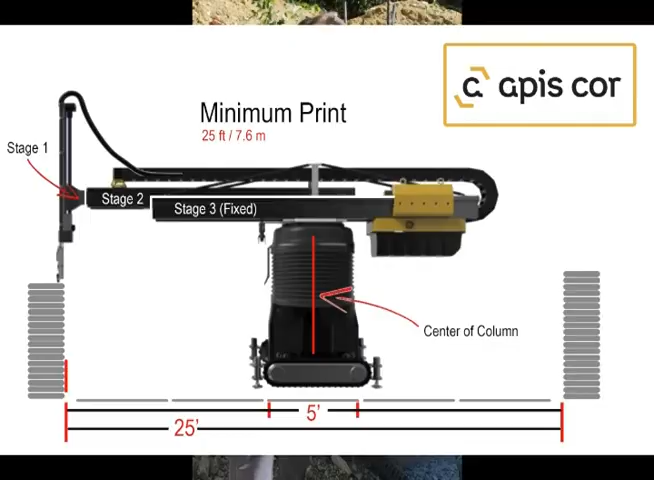 apis cor
Minimum Print
25 ft / 7.6 m
Stage 1
Stage 2
Stage 3 (Fixed)
Center of Column
5'
25'